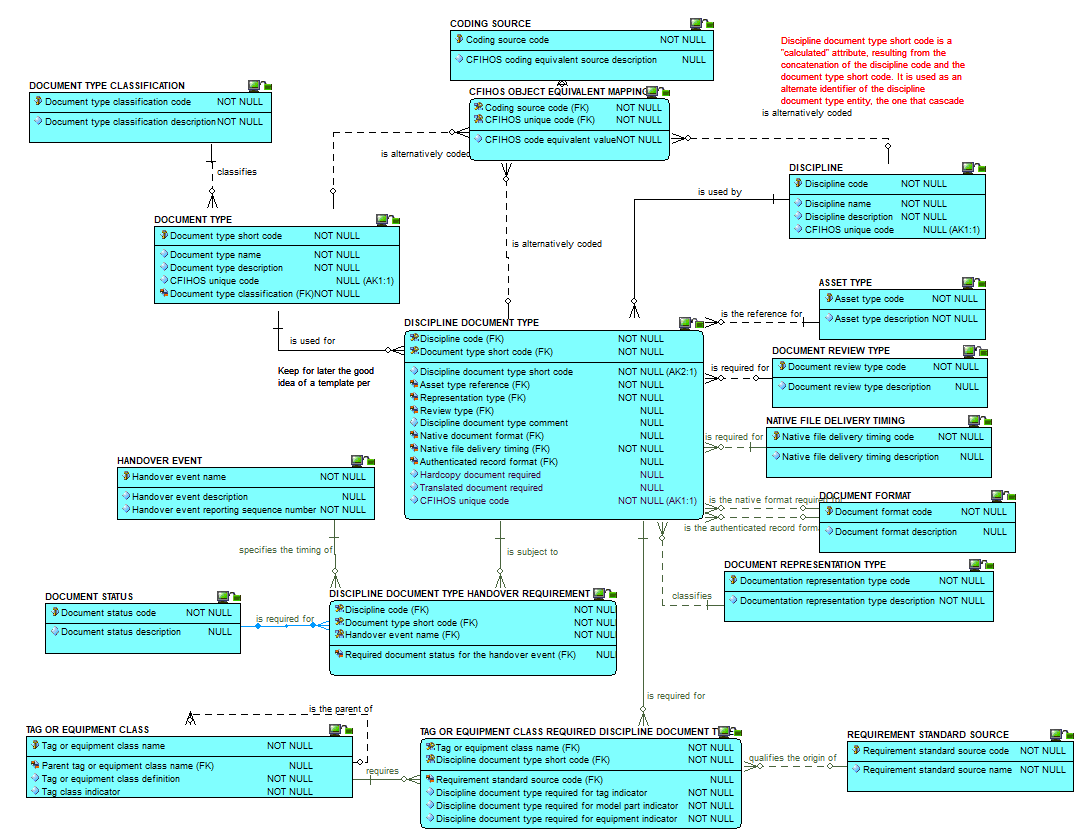 CODING SOURCE
Coding source code NOT NULL
CFIHOS coding equivalent source description NULL
Discipline document type short code is a
"calculated" attribute, resulting from the
concatenation of the discipline code and the
document type short code. It is used as an
alternate identifier of the discipline
document type entity, the one that cascade
is alternatively coded
DOCUMENT TYPE CLASSIFICATION
Document type classification code NOT NULL
Document type classification description NOT NULL
CFIHOS OBJECT EQUIVALENT MAPPING
Coding source code (FK) NOT NULL
CFIHOS unique code (FK) NOT NULL
CFIHOS code equivalent value NOT NULL
is alternatively coded
classifies
DISCIPLINE
Discipline code NOT NULL
Discipline name NOT NULL
Discipline description NOT NULL
CFIHOS unique code NULL (AK1:1)
is used by
DOCUMENT TYPE
Document type short code NOT NULL
Document type name NOT NULL
Document type description NOT NULL
CFIHOS unique code NULL (AK1:1)
Document type classification (FK) NOT NULL
is alternatively coded
ASSET TYPE
Asset type code NOT NULL
Asset type description NOT NULL
is the reference for
is used for
Keep for later the good
idea of a template per
DISCIPLINE DOCUMENT TYPE
Discipline code (FK) NOT NULL
Document type short code (FK) NOT NULL
Discipline document type short code NOT NULL (AK2:1)
Asset type reference (FK) NOT NULL
Representation type (FK) NOT NULL
Review type (FK) NULL
Discipline document type comment NULL
Native document format (FK) NULL
Native file delivery timing (FK) NOT NULL
Authenticated record format (FK) NULL
Hardcopy document required NULL
Translated document required NULL
CFIHOS unique code NOT NULL (AK1:1)
DOCUMENT REVIEW TYPE
Document review type code NOT NULL
Document review type description NULL
is required for
NATIVE FILE DELIVERY TIMING
Native file delivery timing code NOT NULL
Native file delivery timing description NULL
is required for
DOCUMENT FORMAT
Document format code NOT NULL
Document format description NULL
is the native format required
is the authenticated record form
HANDOVER EVENT
Handover event name NOT NULL
Handover event description NULL
Handover event reporting sequence number NOT NULL
specifies the timing of
is subject to
DOCUMENT REPRESENTATION TYPE
Documentation representation type code NOT NULL
Documentation representation type description NOT NULL
classifies
DOCUMENT STATUS
Document status code NOT NULL
Document status description NULL
is required for
DISCIPLINE DOCUMENT TYPE HANDOVER REQUIREMENT
Discipline code (FK) NOT NUL
Document type short code (FK) NOT NUL
Handover event name (FK) NOT NUL
Required document status for the handover event (FK) NUL
is required for
is the parent of
TAG OR EQUIPMENT CLASS
Tag or equipment class name NOT NULL
Parent tag or equipment class name (FK) NULL
Tag or equipment class definition NOT NULL
Tag class indicator NOT NULL
requires
TAG OR EQUIPMENT CLASS REQUIRED DISCIPLINE DOCUMENT
Tag or equipment class name (FK) NOT NULL
Discipline document type short code (FK) NOT NULL
Requirement standard source code (FK) NULL
Discipline document type required for tag indicator NOT NULL
Discipline document type required for model part indicator NOT NULL
Discipline document type required for equipment indicator NOT NULL
qualifies the origin of
REQUIREMENT STANDARD SOURCE
Requirement standard source code NOT NULL
Requirement standard source name NOT NULL